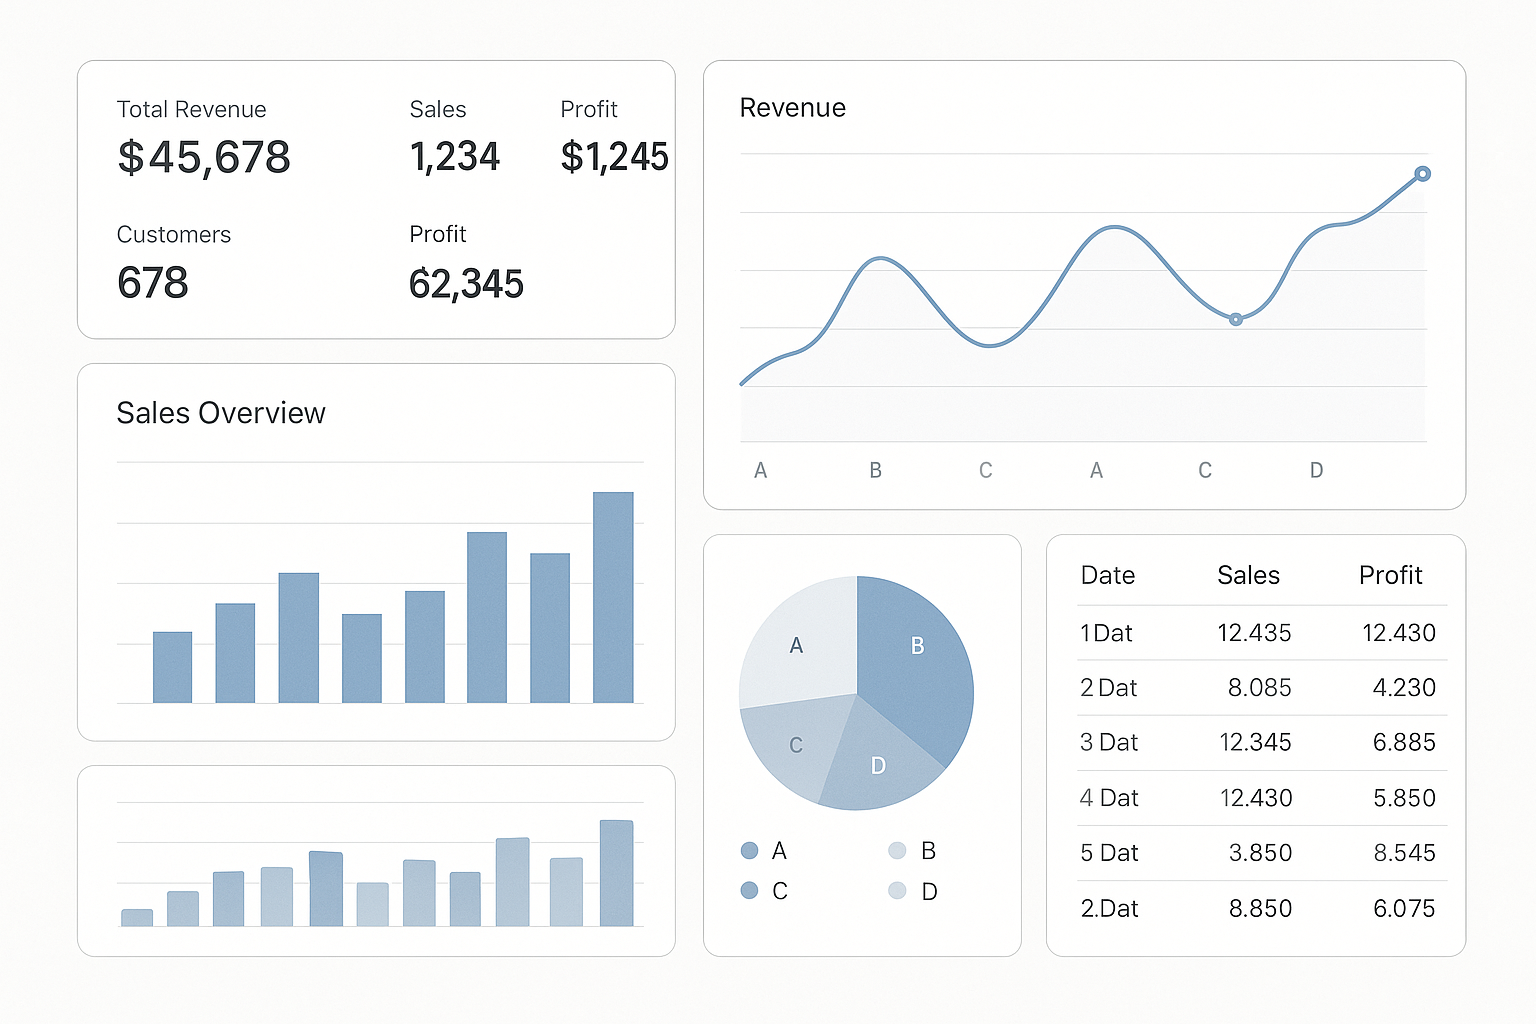 Total Revenue Sales Profit
$45,678 1,234 $1,245
Customers Profit
678 62,345
Sales Overview
Revenue
A B C A C D
A B
C D
A B
C D
Date Sales Profit
1Dat 12.435 12.430
2 Dat 8.085 4.230
3 Dat 12.345 6.885
4 Dat 12.430 5.850
5 Dat 3.850 8.545
2.Dat 8.850 6.075